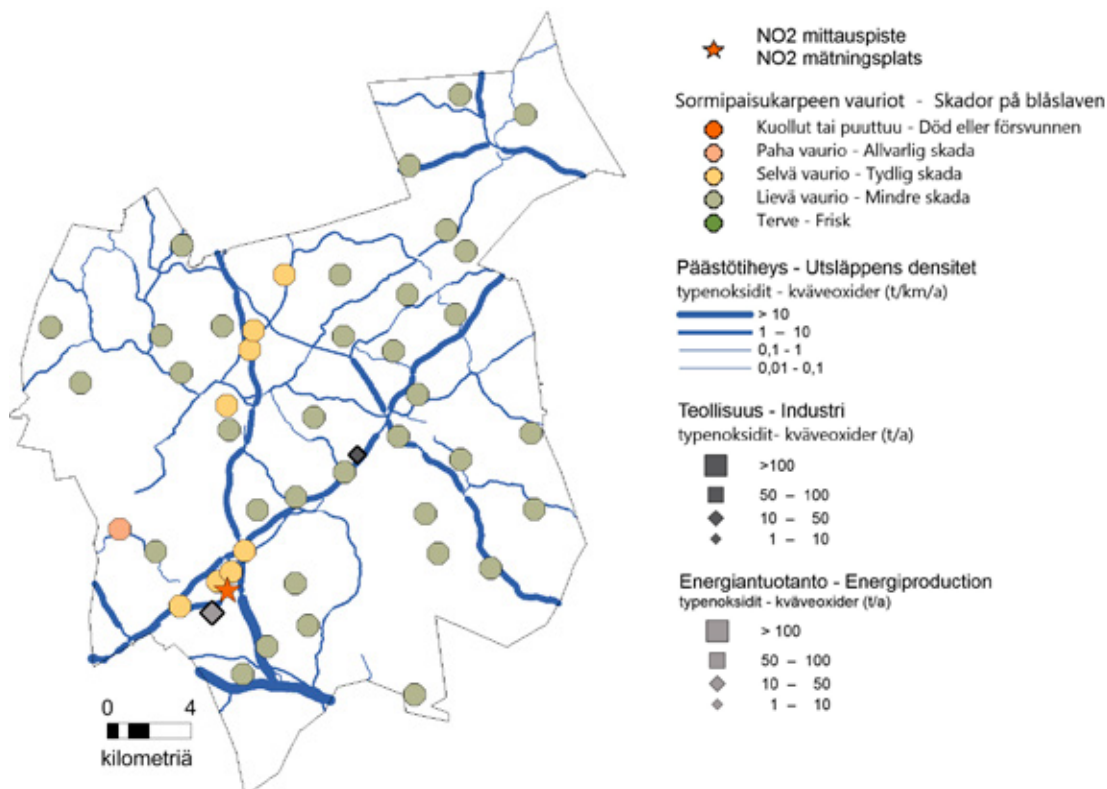 NO2 mittauspiste
NO2 mätningsplats
Sormipaisukarpeen vauriot - Skador på blåslaven
Kuollut tai puuttuu - Död eller försvunnen
Paha vaurio - Allvarlig skada
Selvä vaurio - Tydlig skada
Lievä vaurio - Mindre skada
Terve - Frisk
Päästötiheys - Utsläppens densitet
typenoksidit - kväveoxider (t/km/a)
> 10
1 – 10
0,1 - 1
0,01 - 0,1
Teollisuus - Industri
typenoksidit- kväveoxider (t/a)
>100
50 – 100
10 – 50
1 – 10
Energiantuotanto - Energiproduction
typenoksidit - kväveoxider (t/a)
> 100
50 – 100
10 – 50
1 – 10
0 4
kilometriä